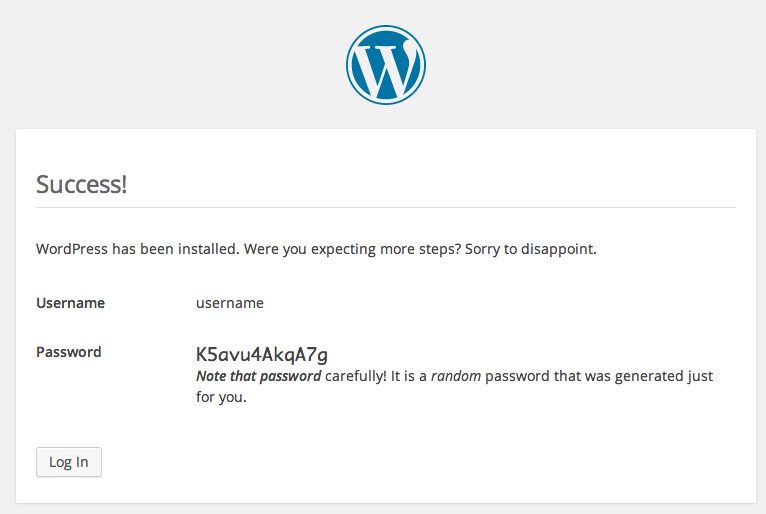 Success!
WordPress has been installed. Were you expecting more steps? Sorry to disappoint.
Username username
Password K5avu4AkqA7g
Note that password carefully! It is a random password that was generated just
for you.
Log In